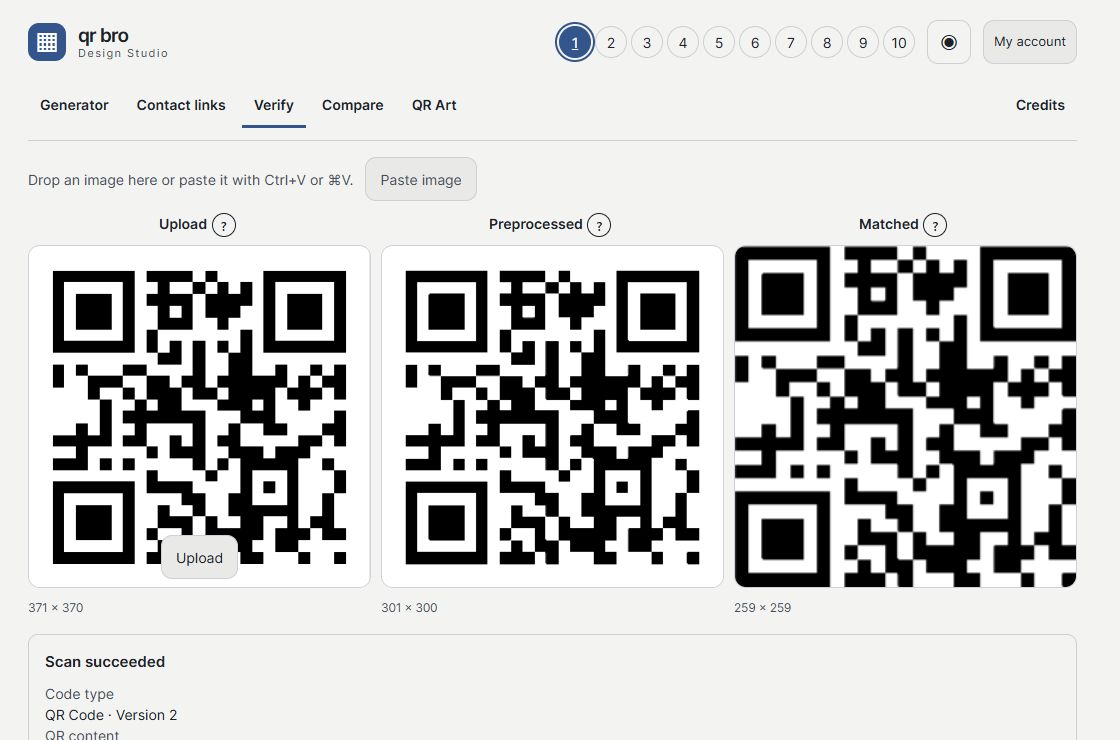 qr bro
Design Studio
1 2 3 4 5 6 7 8 9 10
My account
Generator Contact links Verify Compare QR Art Credits
Drop an image here or paste it with Ctrl+V or ⌘V. Paste image
Upload ? Preprocessed ? Matched ?
Upload
371 × 370 301 × 300 259 × 259
Scan succeeded
Code type
QR Code · Version 2
QR content